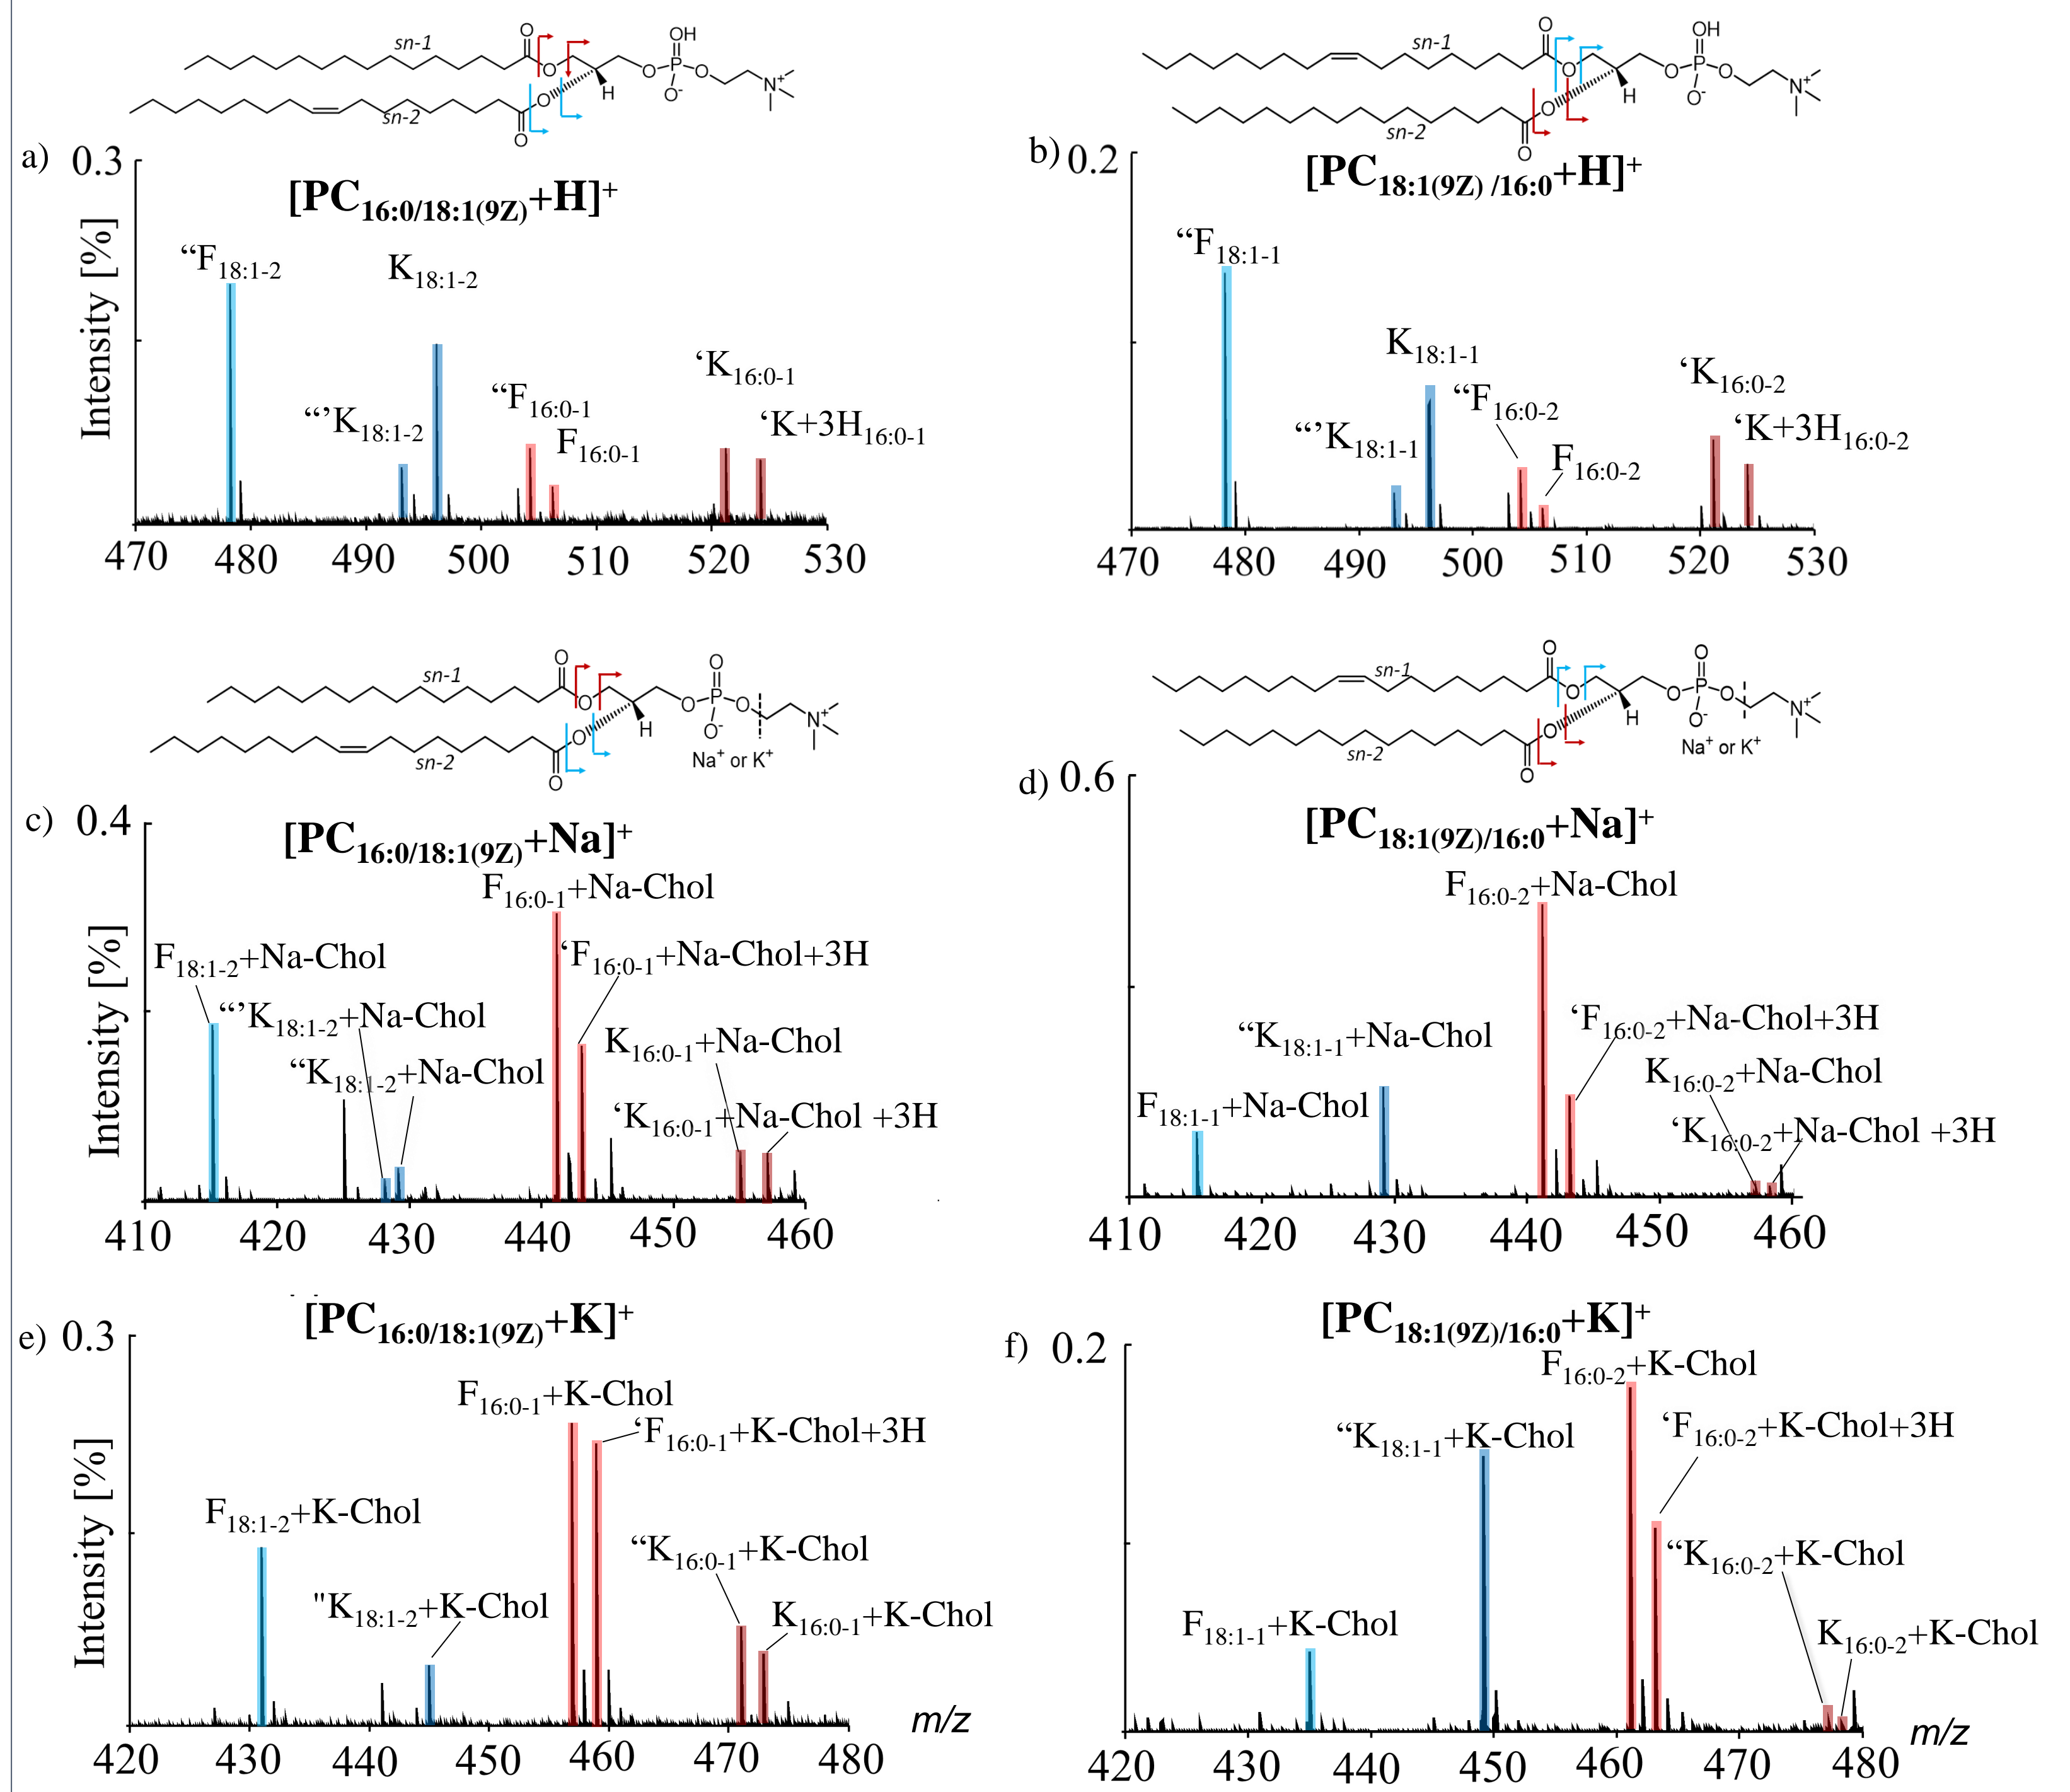 O
sn-1
OH
O
P
O
N+
O-
H
O
sn-2
O
a)
0.3
[PC16:0/18:1(9Z)+H]+
Intensity [%]
“F18:1-2
K18:1-2
“’K18:1-2
“F16:0-1
F16:0-1
‘K16:0-1
‘K+3H16:0-1
470 480 490 500 510 520 530
O
sn-1
OH
O
P
O
N+
O-
H
O
sn-2
O
b)
0.2
[PC18:1(9Z) /16:0+H]+
“F18:1-1
K18:1-1
“’K18:1-1
“F16:0-2
F16:0-2
‘K16:0-2
‘K+3H16:0-2
470 480 490 500 510 520 530
O
sn-1
O
O
P
O
N+
O-
H
O
sn-2
O
Na+ or K+
c)
0.4
[PC16:0/18:1(9Z)+Na]+
Intensity [%]
F16:0-1+Na-Chol
F18:1-2+Na-Chol
‘F16:0-1+Na-Chol+3H
“’K18:1-2+Na-Chol
K16:0-1+Na-Chol
“K18:1-2+Na-Chol
‘K16:0-1+Na-Chol +3H
410 420 430 440 450 460
O
sn-1
O
O
P
O
N+
O-
H
O
sn-2
O
Na+ or K+
d)
0.6
[PC18:1(9Z)/16:0+Na]+
F16:0-2+Na-Chol
“K18:1-1+Na-Chol
‘F16:0-2+Na-Chol+3H
K16:0-2+Na-Chol
F18:1-1+Na-Chol
‘K16:0-2+Na-Chol +3H
410 420 430 440 450 460
e)
0.3
[PC16:0/18:1(9Z)+K]+
Intensity [%]
F16:0-1+K-Chol
‘F16:0-1+K-Chol+3H
F18:1-2+K-Chol
“K16:0-1+K-Chol
"K18:1-2+K-Chol
K16:0-1+K-Chol
m/z
420 430 440 450 460 470 480
f)
0.2
[PC18:1(9Z)/16:0+K]+
F16:0-2+K-Chol
“K18:1-1+K-Chol
‘F16:0-2+K-Chol+3H
“K16:0-2+K-Chol
F18:1-1+K-Chol
K16:0-2+K-Chol
m/z
420 430 440 450 460 470 480